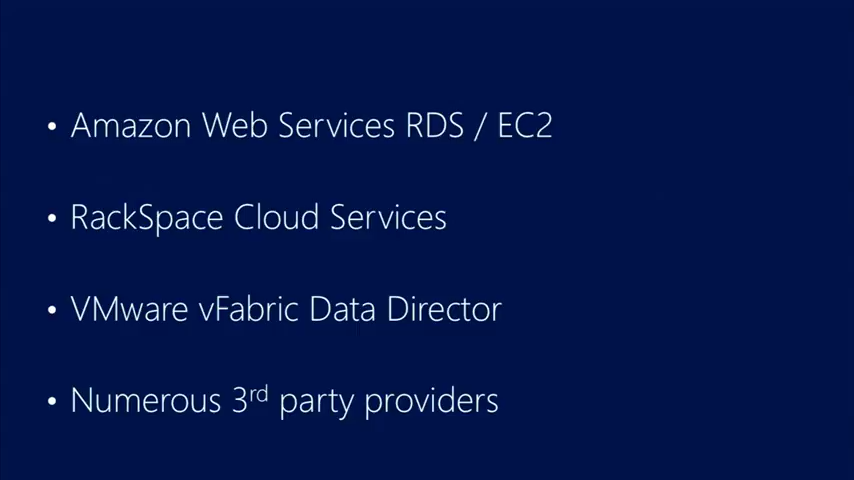 • Amazon Web Services RDS / EC2
• RackSpace Cloud Services
• VMware vFabric Data Director
• Numerous 3rd party providers